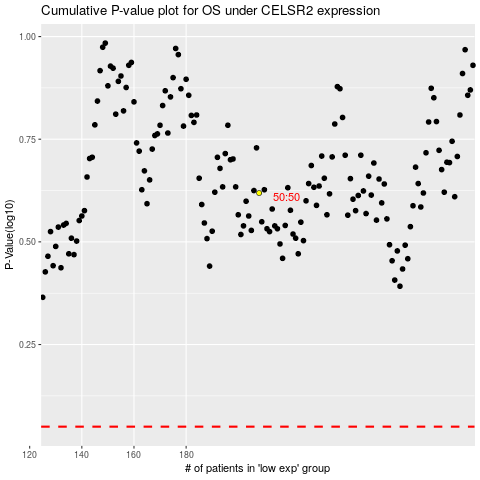 Cumulative P-value plot for OS under CELSR2 expression
1.00
0.75
0.50
0.25
P-Value(log10)
50:50
120 140 160 180
# of patients in 'low exp' group